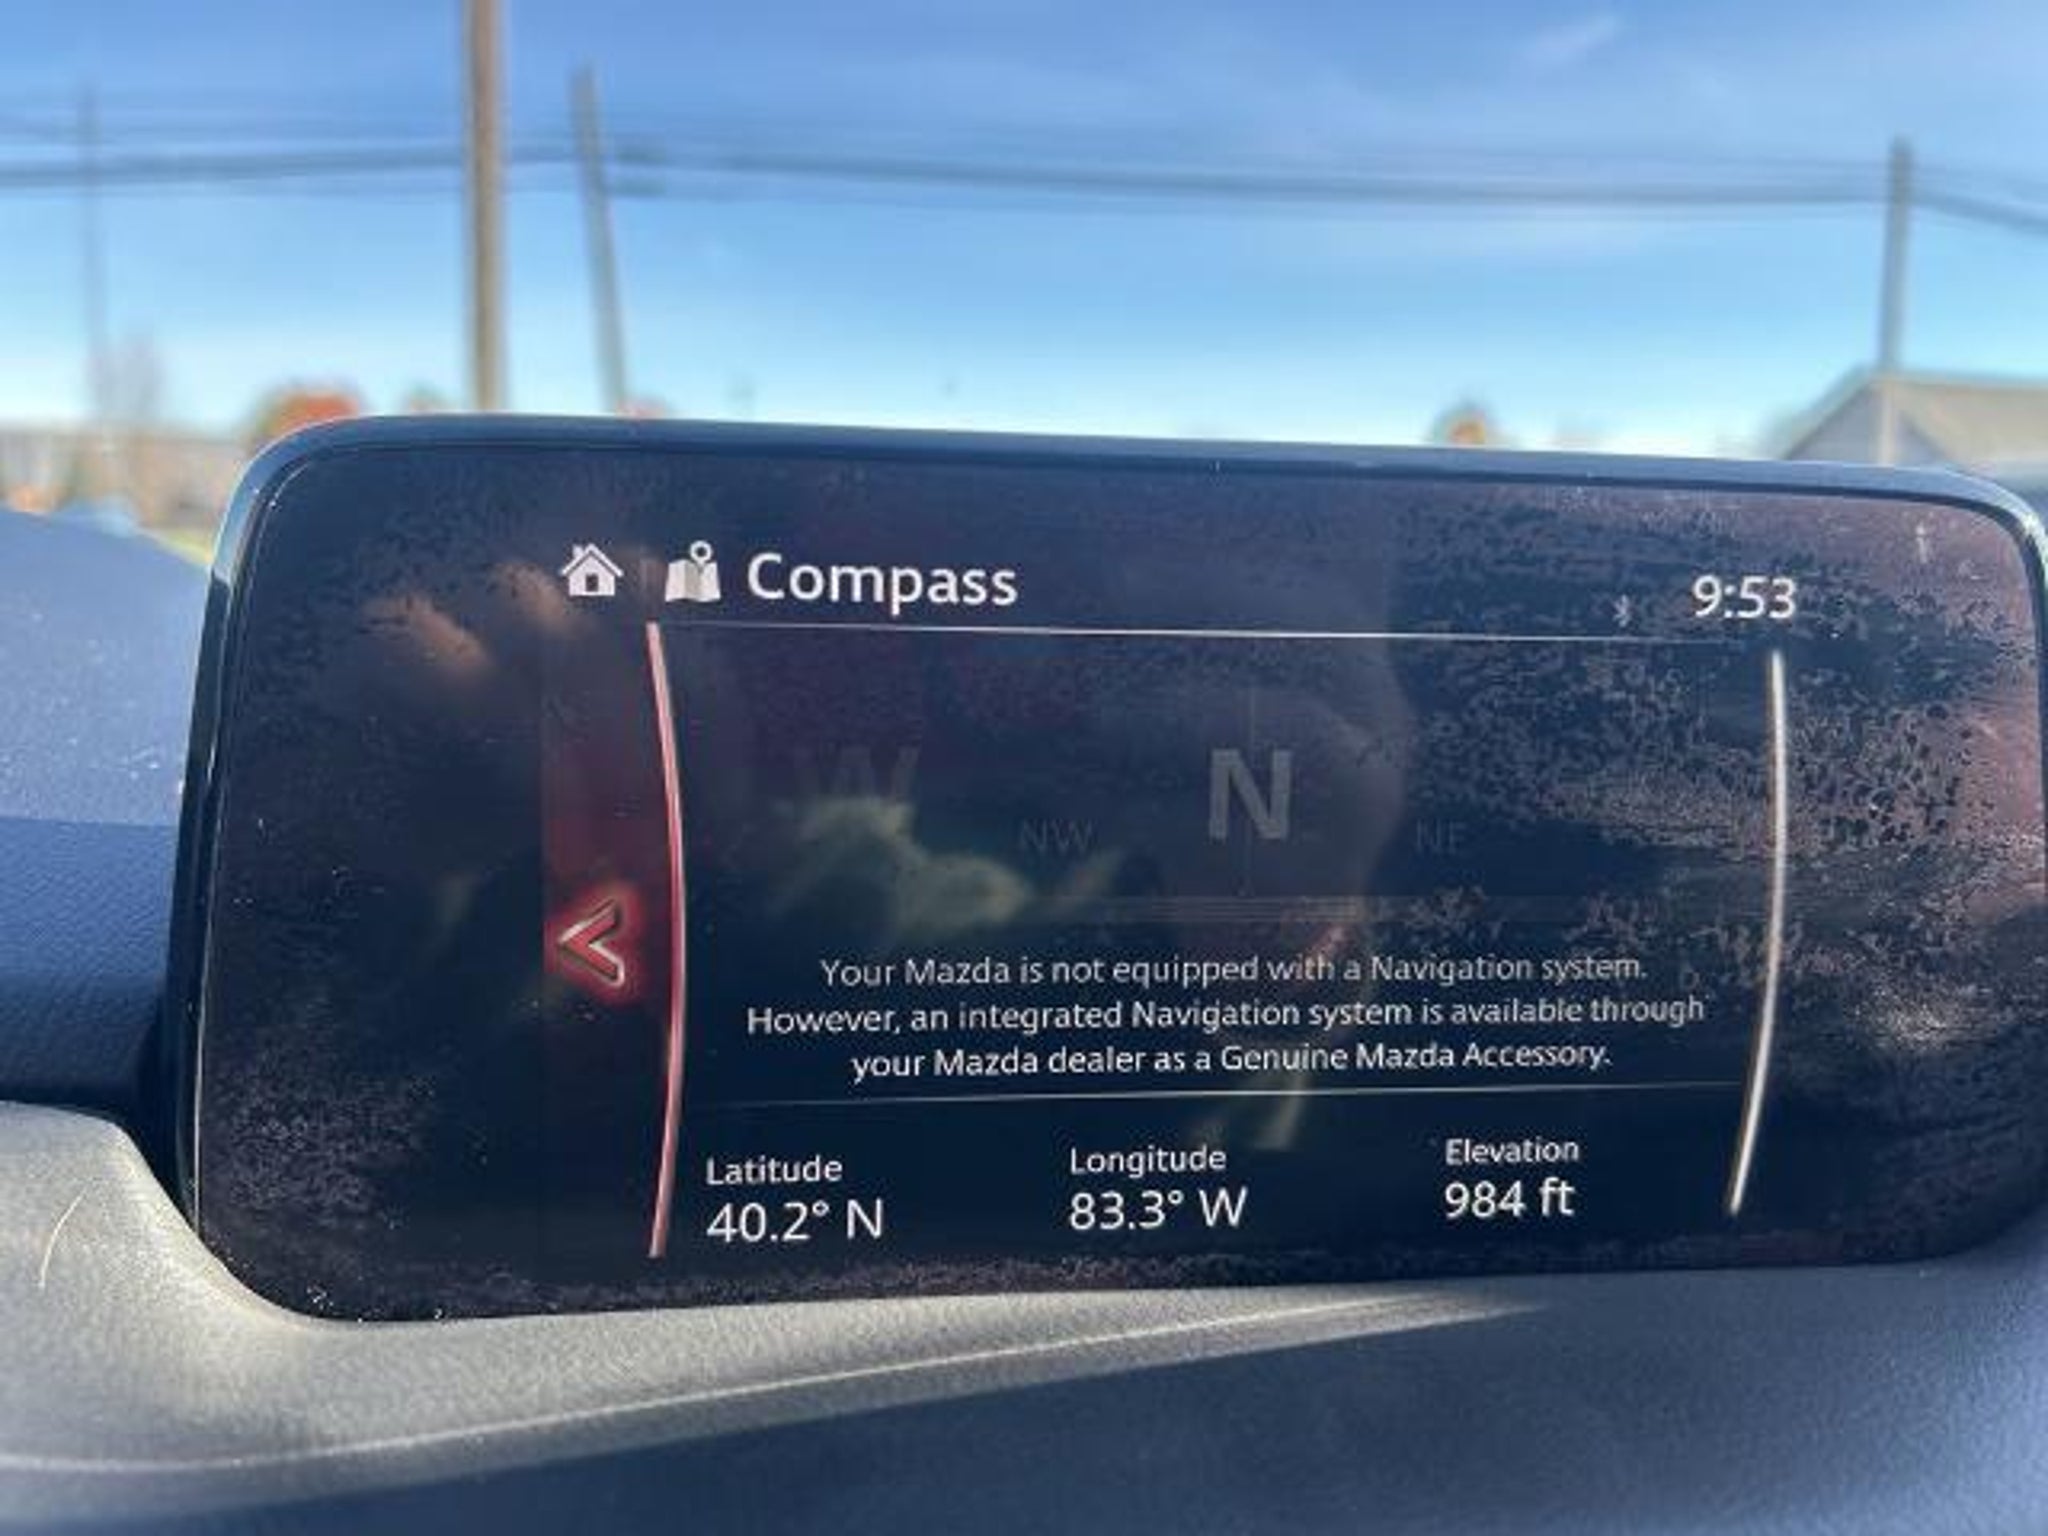 Compass
9:53
W
N
NW
NE
Your Mazda is not equipped with a Navigation system.
However, an integrated Navigation system is available through
your Mazda dealer as a Genuine Mazda Accessory.
Latitude
40.2° N
Longitude
83.3° W
Elevation
984 ft